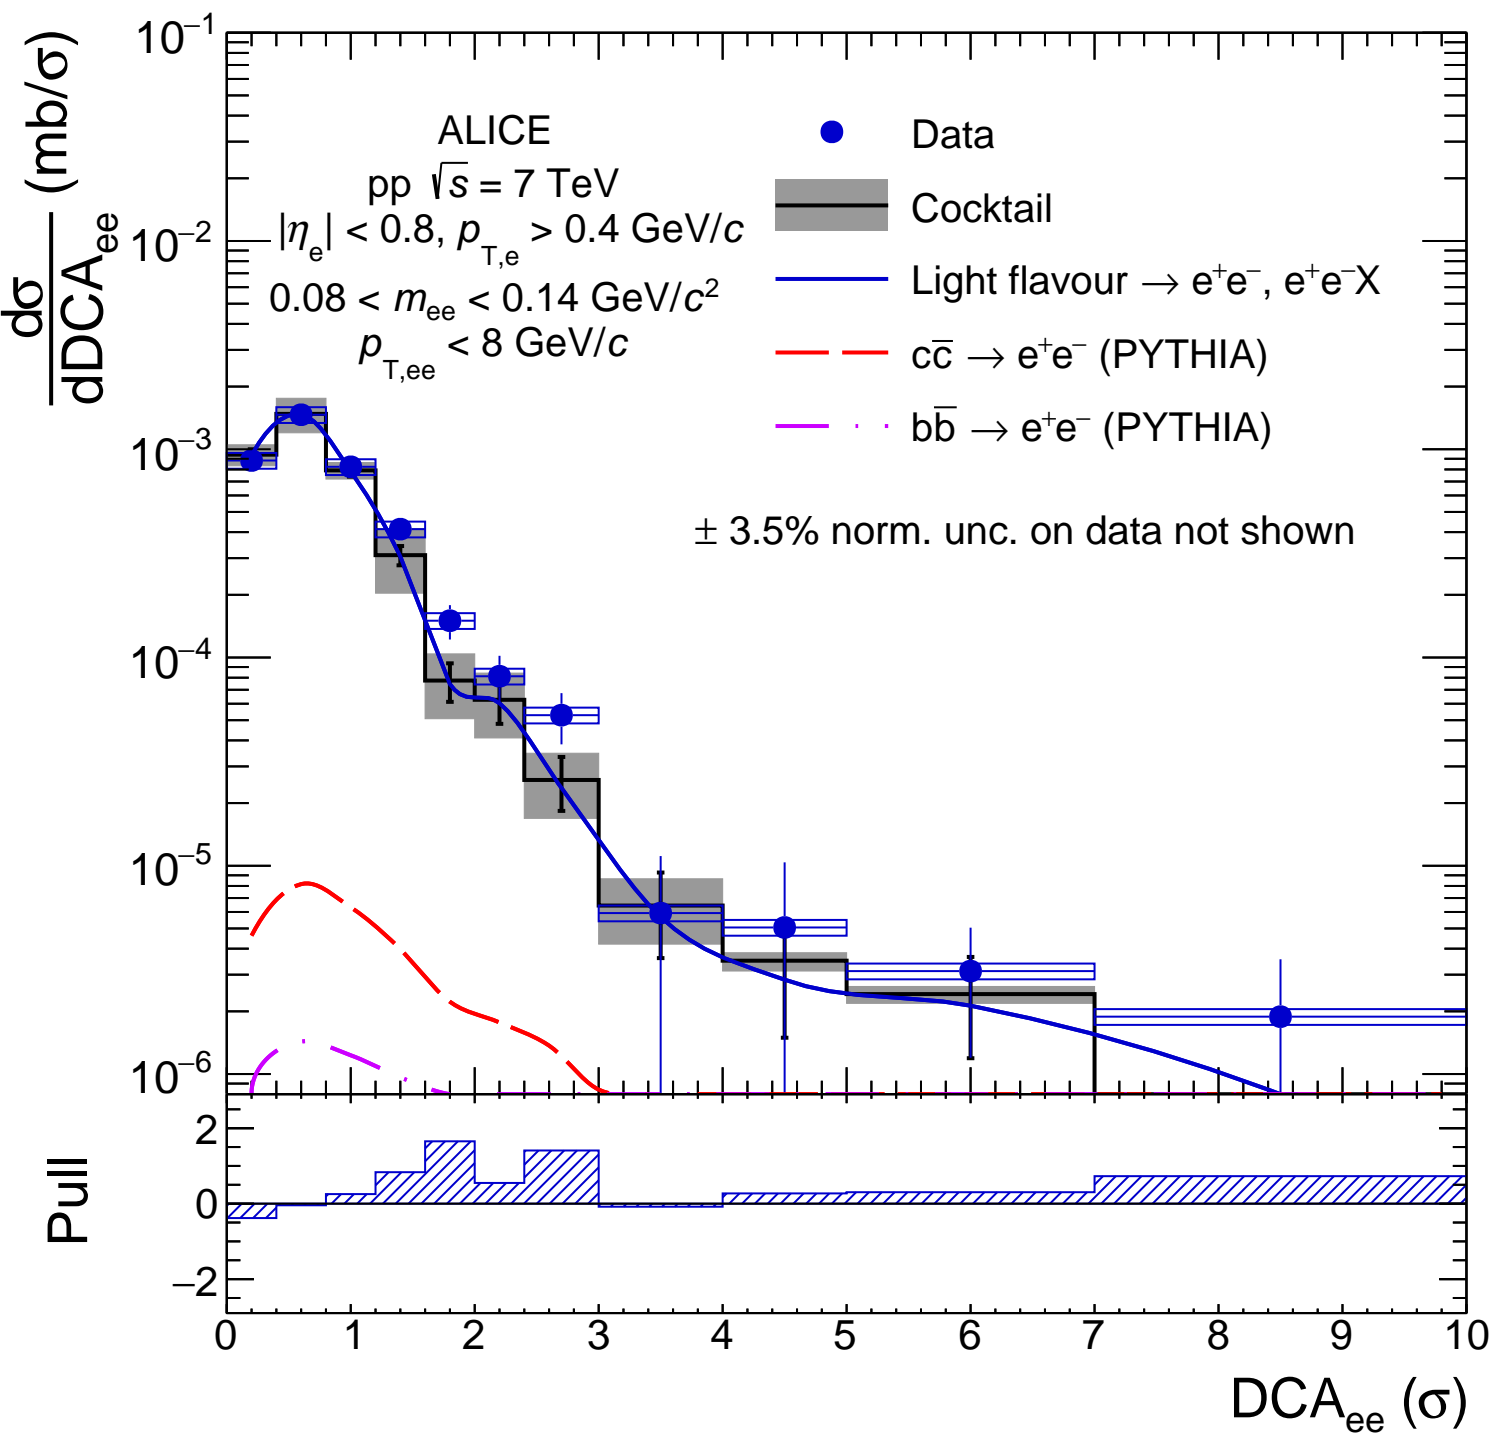 dσ/dDCA_ee (mb/σ)
10⁻¹
10⁻²
10⁻³
10⁻⁴
10⁻⁵
10⁻⁶
ALICE
pp √s = 7 TeV
|η_e| < 0.8, p_T,e > 0.4 GeV/c
0.08 < m_ee < 0.14 GeV/c²
p_T,ee < 8 GeV/c
Data
Cocktail
Light flavour → e⁺e⁻, e⁺e⁻X
cc̅ → e⁺e⁻ (PYTHIA)
bb̅ → e⁺e⁻ (PYTHIA)
± 3.5% norm. unc. on data not shown
Pull
2
0
−2
0 1 2 3 4 5 6 7 8 9 10
DCA_ee (σ)